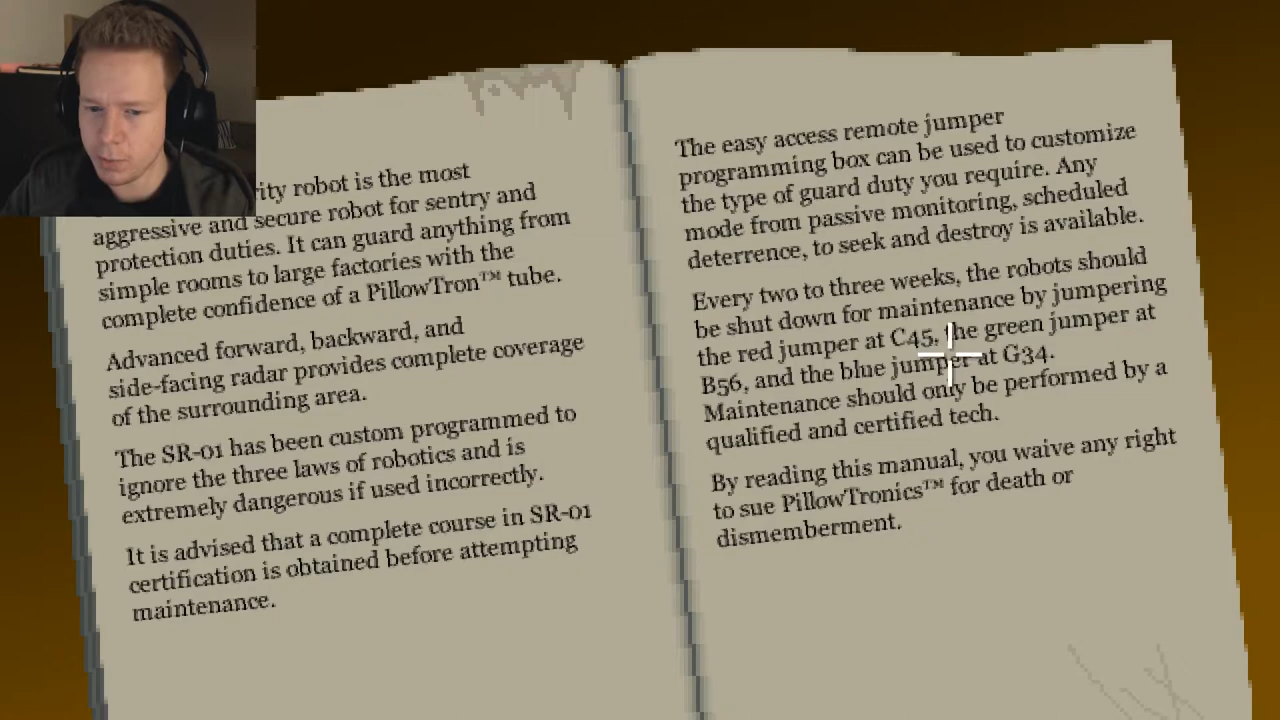 rity robot is the most
aggressive and secure robot for sentry and
protection duties. It can guard anything from
simple rooms to large factories with the
complete confidence of a PillowTron™ tube.
Advanced forward, backward, and
side-facing radar provides complete coverage
of the surrounding area.
The SR-01 has been custom programmed to
ignore the three laws of robotics and is
extremely dangerous if used incorrectly.
It is advised that a complete course in SR-01
certification is obtained before attempting
maintenance.
The easy access remote jumper
programming box can be used to customize
the type of guard duty you require. Any
mode from passive monitoring, scheduled
deterrence, to seek and destroy is available.
Every two to three weeks, the robots should
be shut down for maintenance by jumpering
the red jumper at C45, the green jumper at
B56, and the blue jumper at G34.
Maintenance should only be performed by a
qualified and certified tech.
By reading this manual, you waive any right
to sue PillowTronics™ for death or
dismemberment.